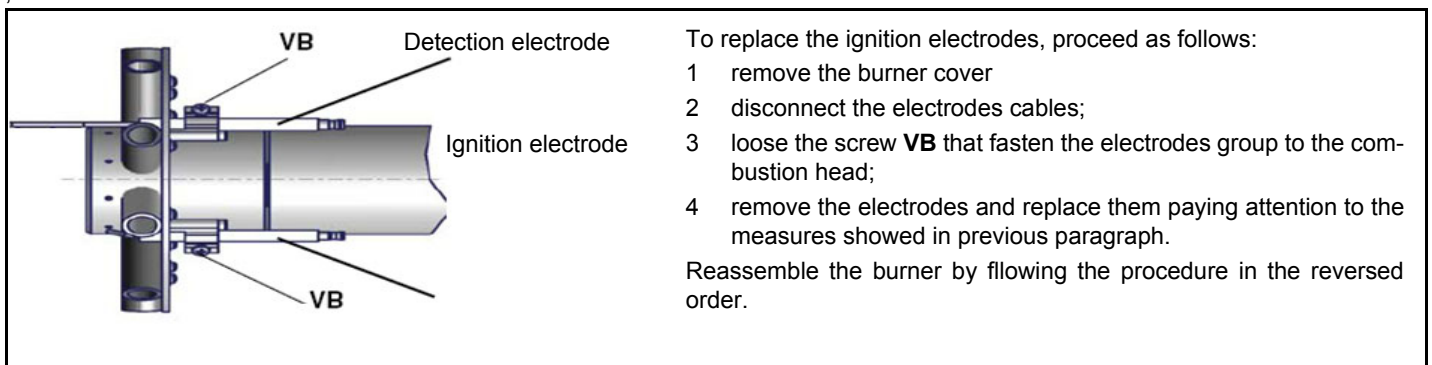 VB
Detection electrode
Ignition electrode
VB
To replace the ignition electrodes, proceed as follows:
1 remove the burner cover
2 disconnect the electrodes cables;
3 loose the screw VB that fasten the electrodes group to the com-
bustion head;
4 remove the electrodes and replace them paying attention to the
measures showed in previous paragraph.
Reassemble the burner by fllowing the procedure in the reversed
order.